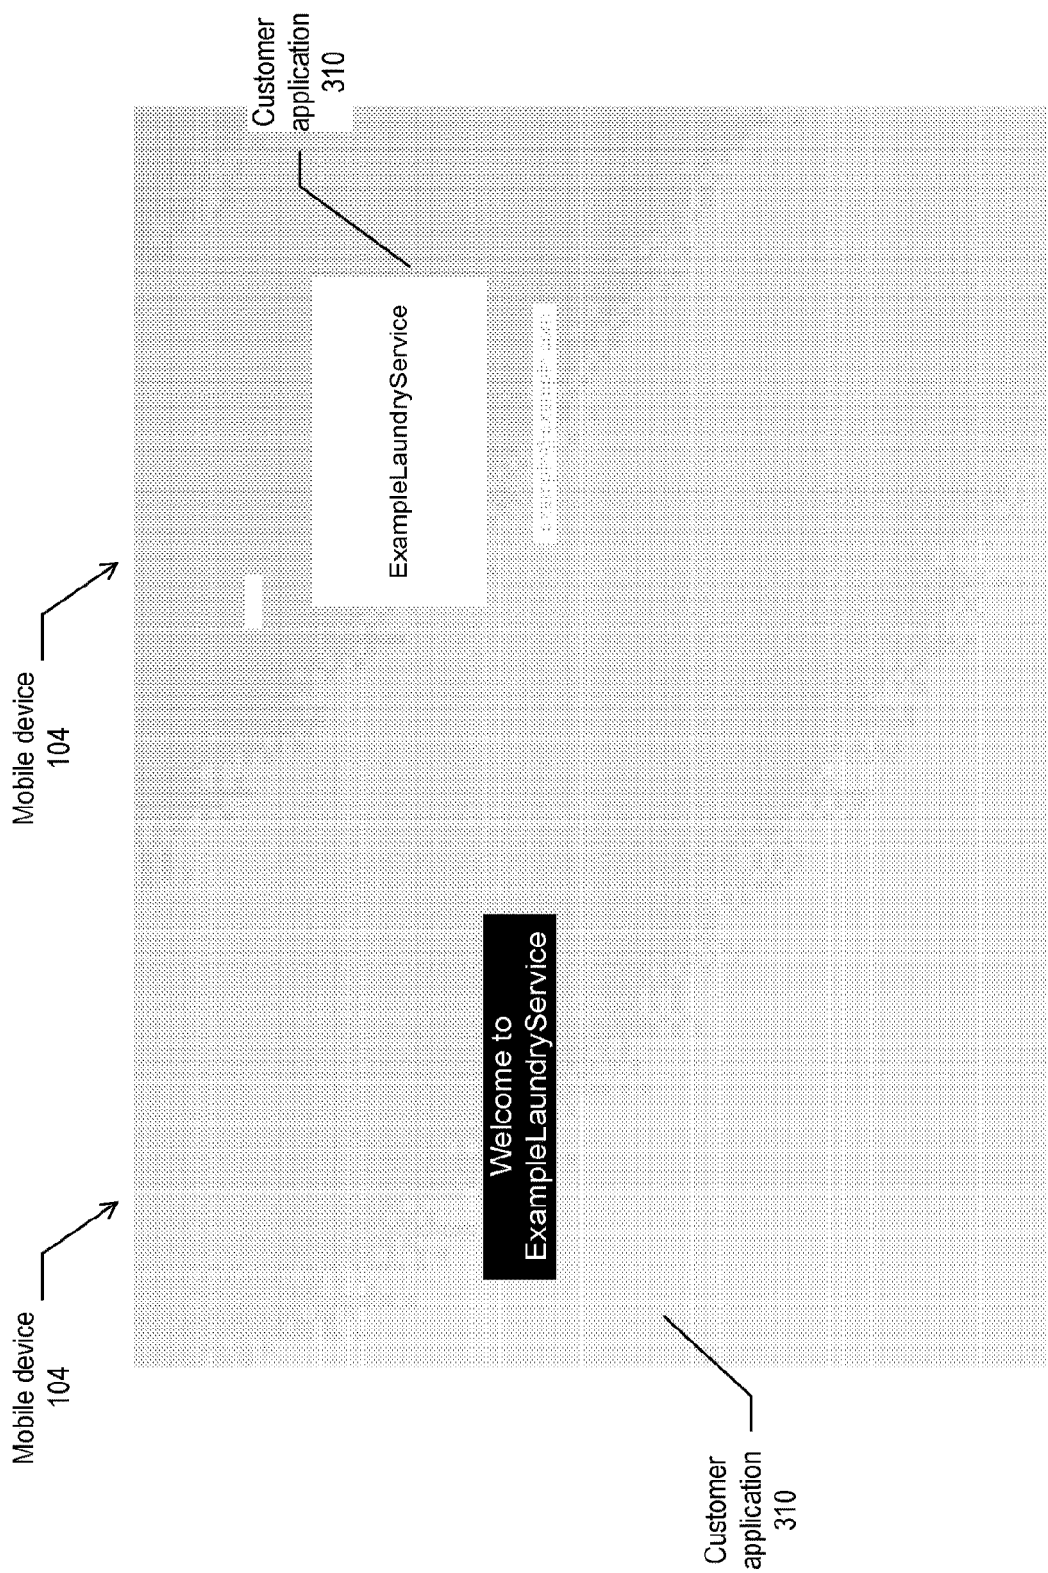 Mobile device
104
Mobile device
104
Welcome to
ExampleLaundryService
ExampleLaundryService
Customer
application
310
Customer
application
310